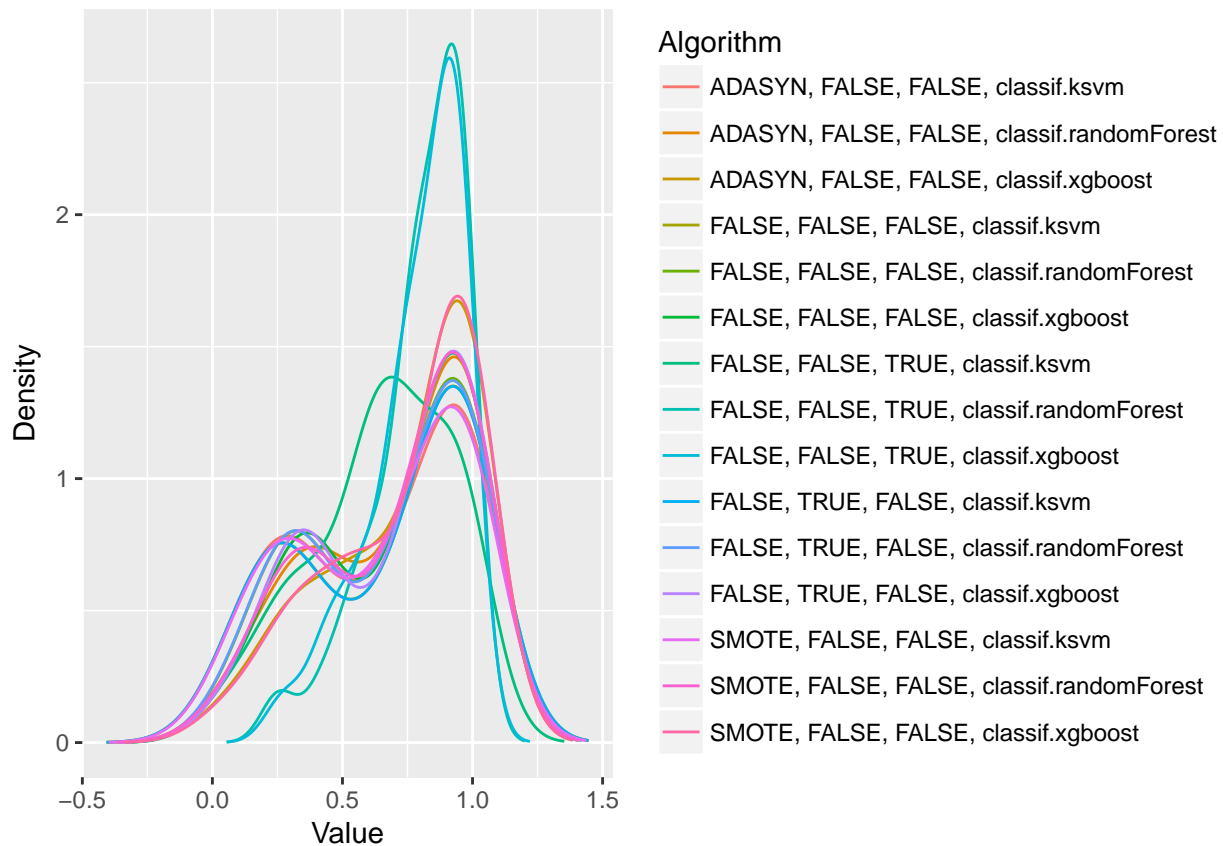 Algorithm
ADASYN, FALSE, FALSE, classif.ksvm
ADASYN, FALSE, FALSE, classif.randomForest
ADASYN, FALSE, FALSE, classif.xgboost
FALSE, FALSE, FALSE, classif.ksvm
FALSE, FALSE, FALSE, classif.randomForest
FALSE, FALSE, FALSE, classif.xgboost
FALSE, FALSE, TRUE, classif.ksvm
FALSE, FALSE, TRUE, classif.randomForest
FALSE, FALSE, TRUE, classif.xgboost
FALSE, TRUE, FALSE, classif.ksvm
FALSE, TRUE, FALSE, classif.randomForest
FALSE, TRUE, FALSE, classif.xgboost
SMOTE, FALSE, FALSE, classif.ksvm
SMOTE, FALSE, FALSE, classif.randomForest
SMOTE, FALSE, FALSE, classif.xgboost
Density
2
1
0
−0.5 0.0 0.5 1.0 1.5
Value